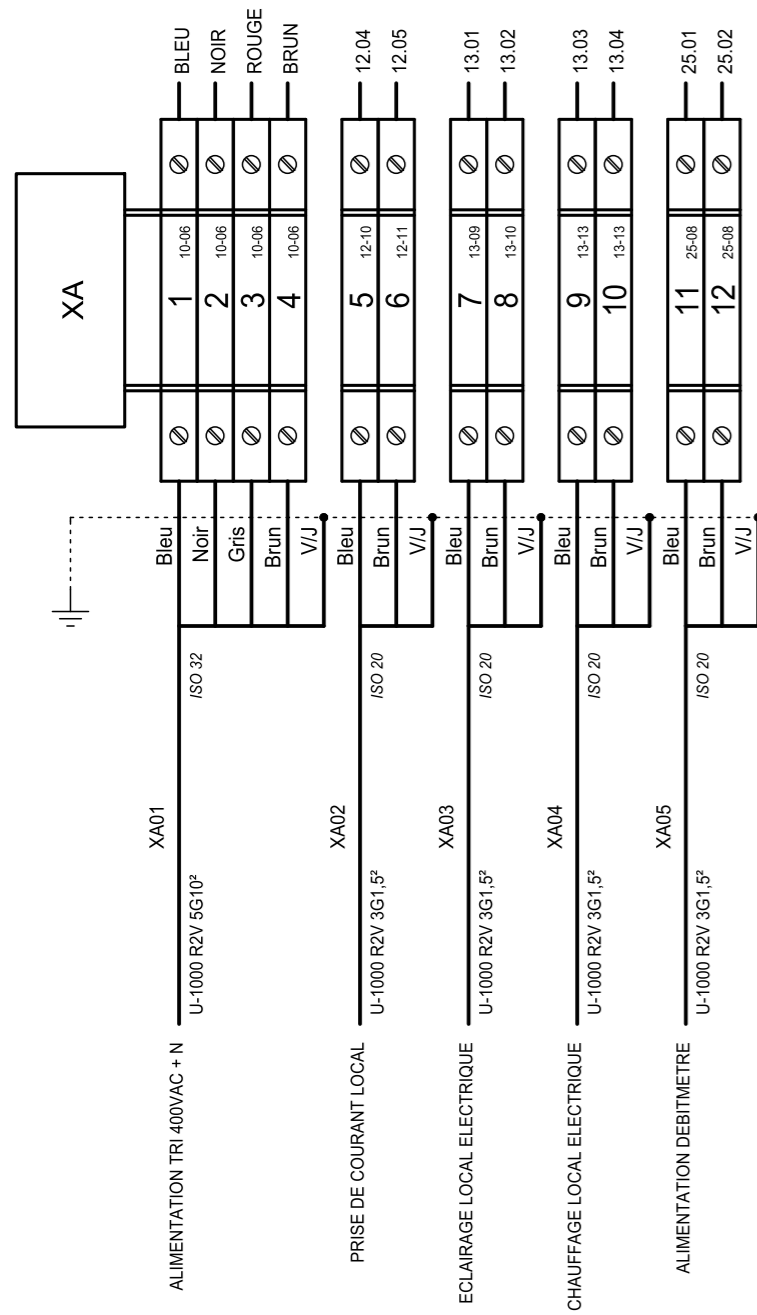 XA
BLEU
NOIR
ROUGE
BRUN
12.04
12.05
13.01
13.02
13.03
13.04
25.01
25.02
1 10-06
2 10-06
3 10-06
4 10-06
5 12-10
6 12-11
7 13-09
8 13-10
9 13-13
10 13-13
11 25-08
12 25-08
Bleu
Noir
Gris
Brun
V/J
Bleu
Brun
V/J
Bleu
Brun
V/J
Bleu
Brun
V/J
Bleu
Brun
V/J
ISO 32
ISO 20
ISO 20
ISO 20
ISO 20
XA01
XA02
XA03
XA04
XA05
U-1000 R2V 5G10²
U-1000 R2V 3G1,5²
U-1000 R2V 3G1,5²
U-1000 R2V 3G1,5²
U-1000 R2V 3G1,5²
ALIMENTATION TRI 400VAC + N
PRISE DE COURANT LOCAL
ECLAIRAGE LOCAL ELECTRIQUE
CHAUFFAGE LOCAL ELECTRIQUE
ALIMENTATION DEBITMETRE